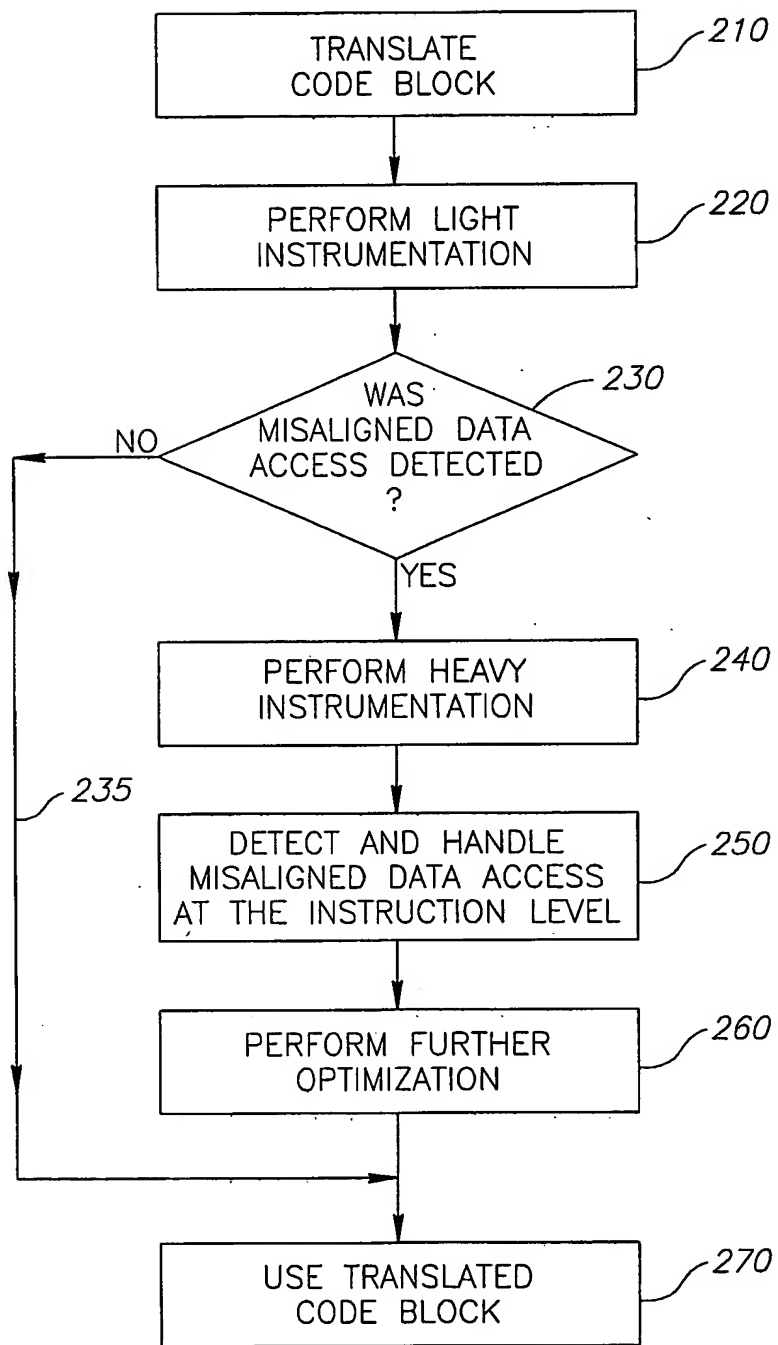 TRANSLATE
CODE BLOCK
210
PERFORM LIGHT
INSTRUMENTATION
220
WAS
MISALIGNED DATA
ACCESS DETECTED
?
230
NO
YES
PERFORM HEAVY
INSTRUMENTATION
240
235
DETECT AND HANDLE
MISALIGNED DATA ACCESS
AT THE INSTRUCTION LEVEL
250
PERFORM FURTHER
OPTIMIZATION
260
USE TRANSLATED
CODE BLOCK
270